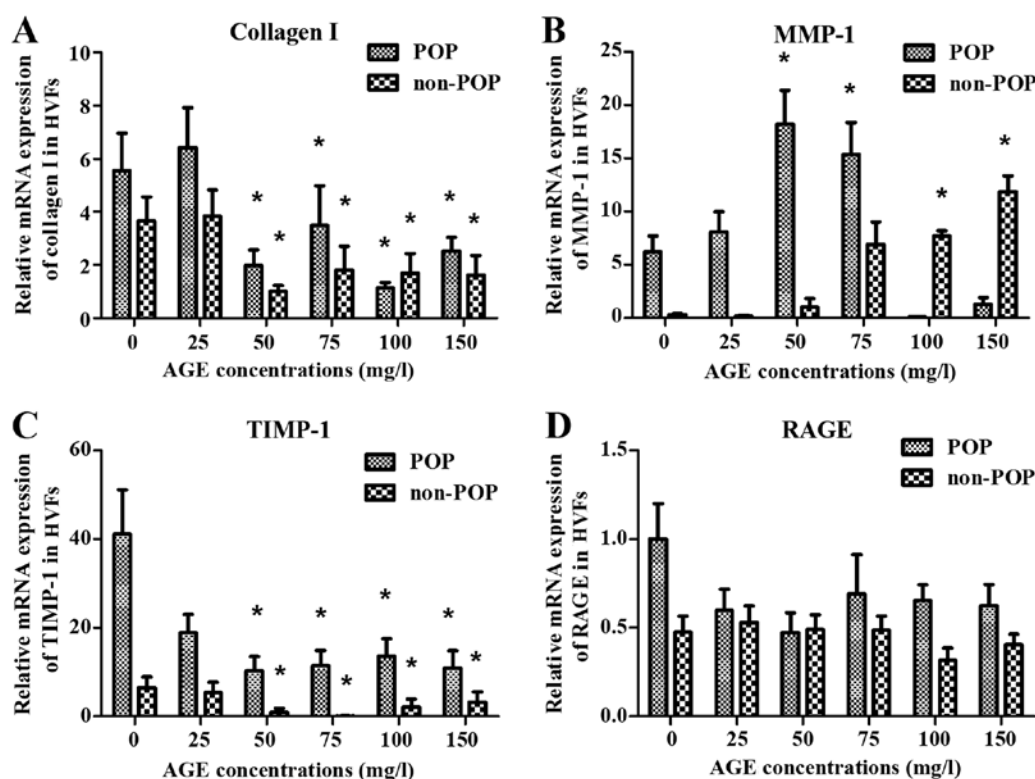 A
Collagen I
POP
non-POP
Relative mRNA expression
of collagen I in HVFs
10
8
6
4
2
0
* * * * * * * *
0 25 50 75 100 150
AGE concentrations (mg/l)
B
MMP-1
POP
non-POP
Relative mRNA expression
of MMP-1 in HVFs
25
20
15
10
5
0
* * * *
0 25 50 75 100 150
AGE concentrations (mg/l)
C
TIMP-1
POP
non-POP
Relative mRNA expression
of TIMP-1 in HVFs
60
40
20
0
* * * * * * * *
0 25 50 75 100 150
AGE concentrations (mg/l)
D
RAGE
POP
non-POP
Relative mRNA expression
of RAGE in HVFs
1.5
1.0
0.5
0.0
0 25 50 75 100 150
AGE concentrations (mg/l)